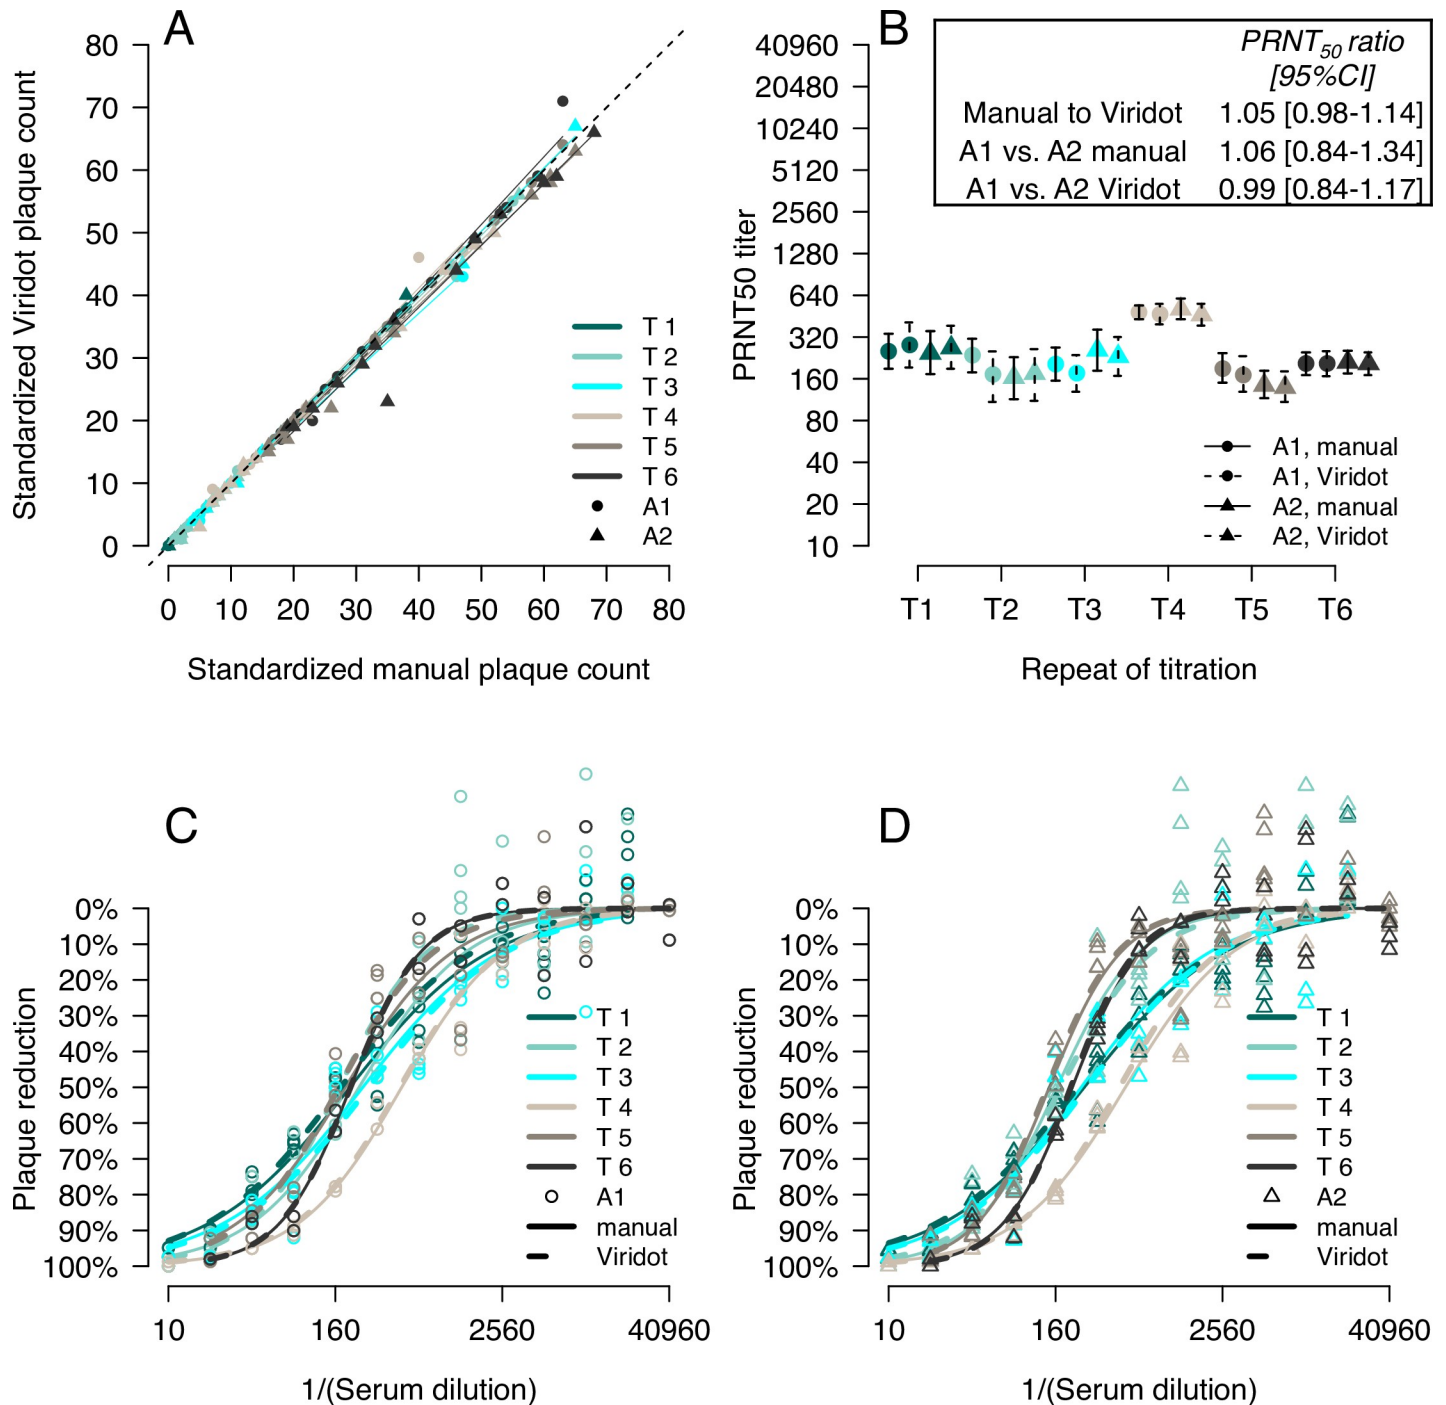 A
80
70
60
50
40
30
20
10
0
Standardized Viridot plaque count
T 1
T 2
T 3
T 4
T 5
T 6
A1
A2
0 10 20 30 40 50 60 70 80
Standardized manual plaque count
B
PRNT50 ratio
[95%CI]
Manual to Viridot 1.05 [0.98-1.14]
A1 vs. A2 manual 1.06 [0.84-1.34]
A1 vs. A2 Viridot 0.99 [0.84-1.17]
40960
20480
10240
5120
2560
1280
640
320
160
80
40
20
10
PRNT50 titer
A1, manual
A1, Viridot
A2, manual
A2, Viridot
T1 T2 T3 T4 T5 T6
Repeat of titration
C
0%
10%
20%
30%
40%
50%
60%
70%
80%
90%
100%
Plaque reduction
T 1
T 2
T 3
T 4
T 5
T 6
A1
manual
Viridot
10 160 2560 40960
1/(Serum dilution)
D
0%
10%
20%
30%
40%
50%
60%
70%
80%
90%
100%
Plaque reduction
T 1
T 2
T 3
T 4
T 5
T 6
A2
manual
Viridot
10 160 2560 40960
1/(Serum dilution)